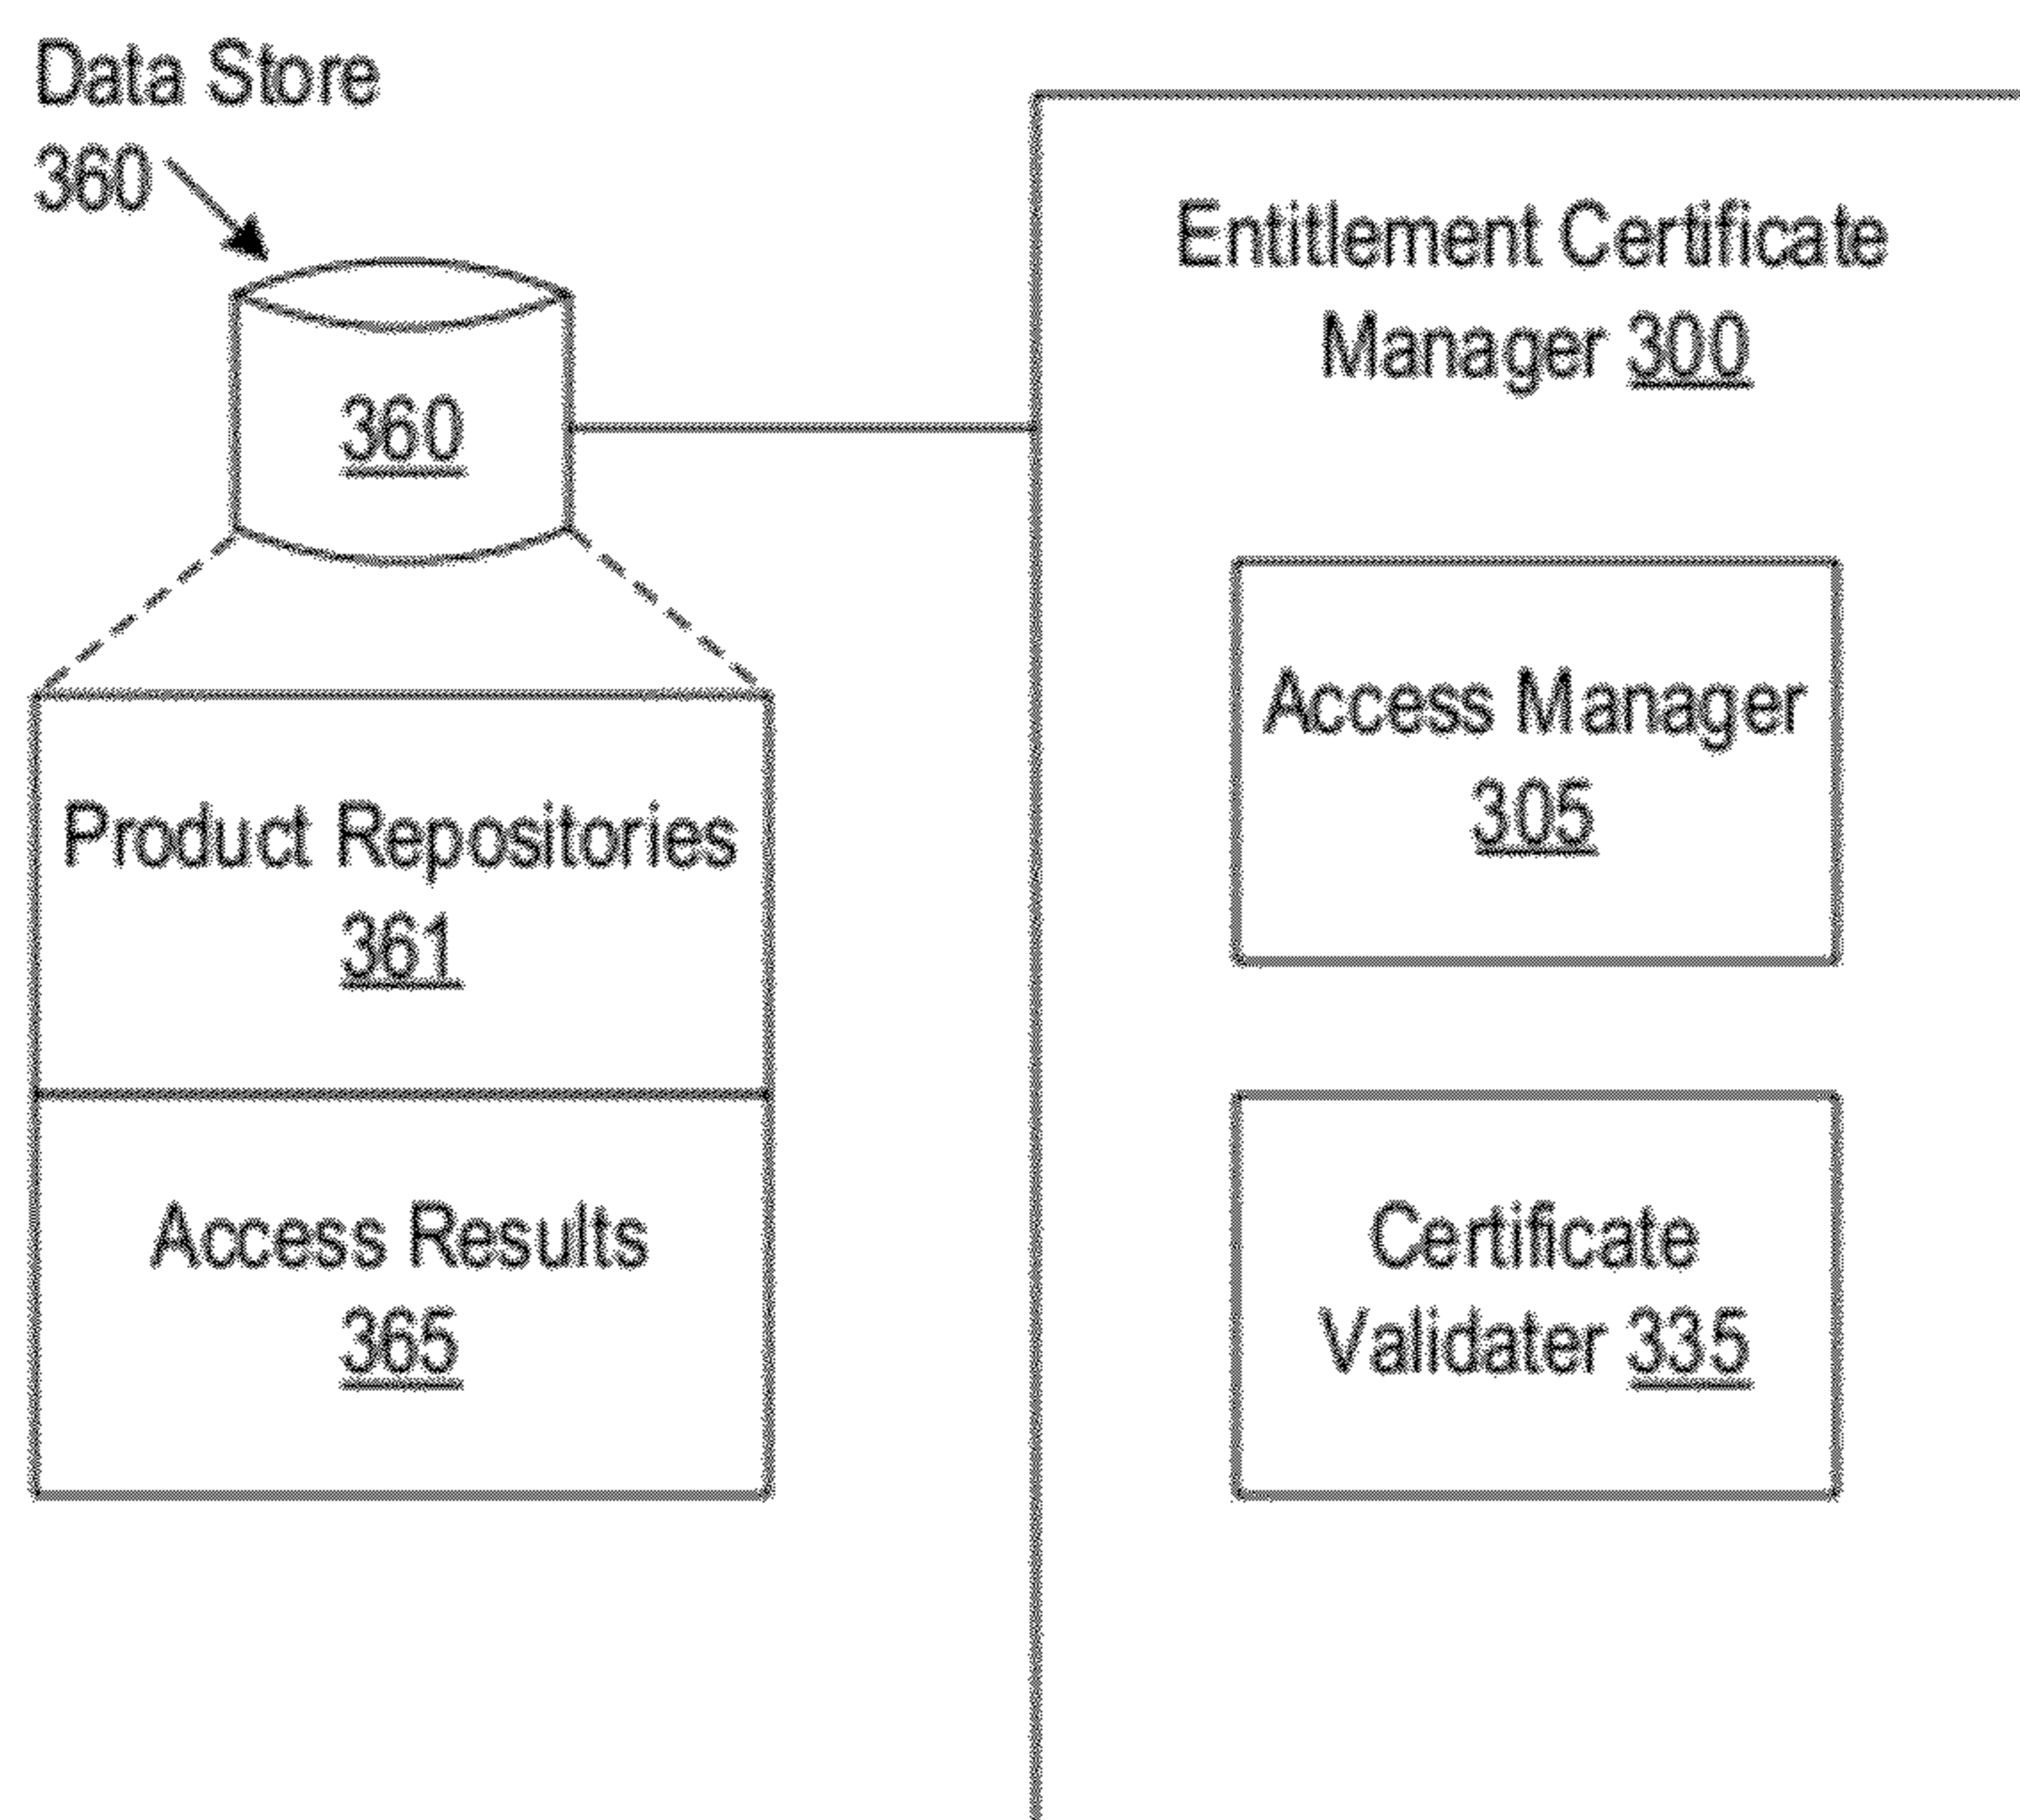 Data Store
360
360
Product Repositories
361
Access Results
365
Entitlement Certificate
Manager 300
Access Manager
305
Certificate
Validater 335